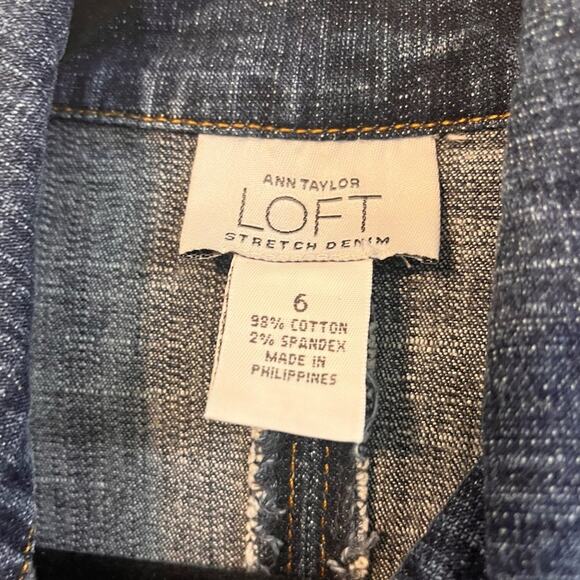 ANN TAYLOR
LOFT
STRETCH DENIM
6
98% COTTON
2% SPANDEX
MADE IN
PHILIPPINES